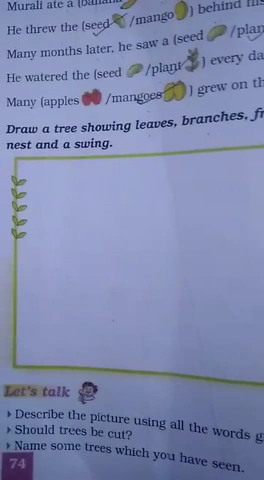 Murali ate a (banana
He threw the (seed /mango ) behind his
Many months later, he saw a (seed /plan
He watered the (seed /plant ) every da
Many (apples /mangoes ) grew on th
Draw a tree showing leaves, branches, fr
nest and a swing.
Let's talk
Describe the picture using all the words g
Should trees be cut?
Name some trees which you have seen.
74